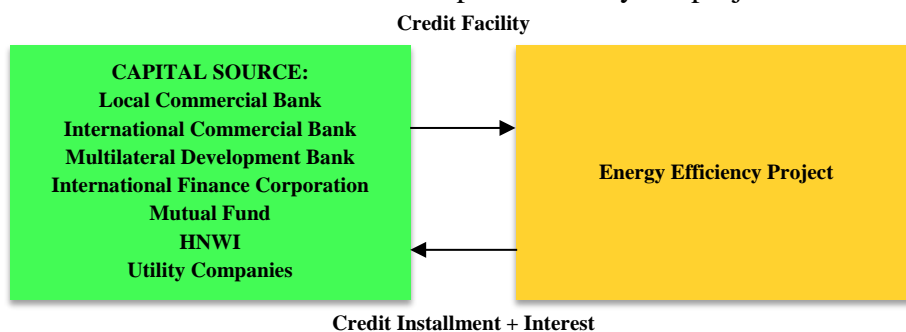 Credit Facility
CAPITAL SOURCE:
Local Commercial Bank
International Commercial Bank
Multilateral Development Bank
International Finance Corporation
Mutual Fund
HNWI
Utility Companies
Energy Efficiency Project
Credit Installment + Interest